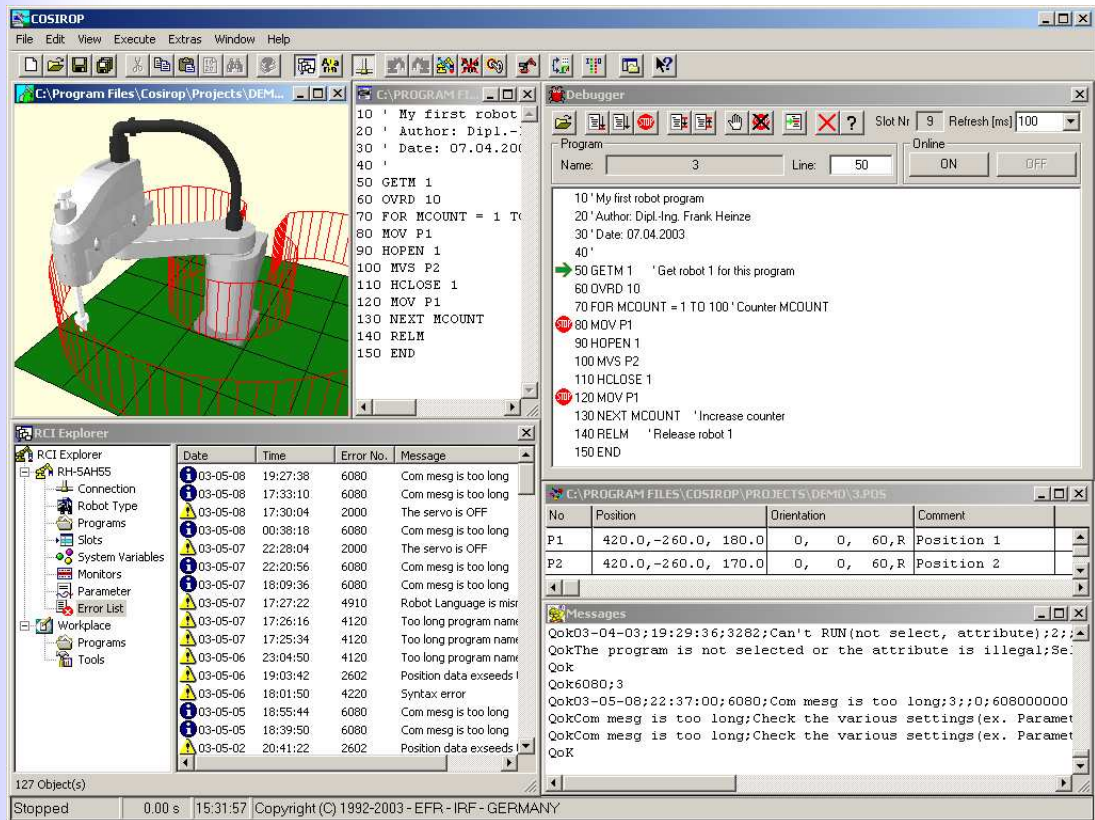 COSIROP
File Edit View Execute Extras Window Help
C:\Program Files\Cosirop\Projects\DEM...
C:\PROGRAM FI...
10 ' My first robot
20 ' Author: Dipl.-
30 ' Date: 07.04.200
40 '
50 GETM 1
60 OVRD 10
70 FOR MCOUNT = 1 TO
80 MOV P1
90 HOPEN 1
100 MVS P2
110 HCLOSE 1
120 MOV P1
130 NEXT MCOUNT
140 RELM
150 END
Debugger
Slot Nr 9 Refresh [ms] 100
Program
Name: 3 Line: 50
Online
ON OFF
10 ' My first robot program
20 ' Author: Dipl.-Ing. Frank Heinze
30 ' Date: 07.04.2003
40 '
50 GETM 1 'Get robot 1 for this program
60 OVRD 10
70 FOR MCOUNT = 1 TO 100 ' Counter MCOUNT
STOP 80 MOV P1
90 HOPEN 1
100 MVS P2
110 HCLOSE 1
STOP 120 MOV P1
130 NEXT MCOUNT 'Increase counter
140 RELM 'Release robot 1
150 END
RCI Explorer
RCI Explorer
RH-5AH55
Connection
Robot Type
Programs
Slots
System Variables
Monitors
Parameter
Error List
Workplace
Programs
Tools
Date Time Error No. Message
03-05-08 19:27:38 6080 Com mesg is too long
03-05-08 17:33:10 6080 Com mesg is too long
03-05-08 17:30:04 2000 The servo is OFF
03-05-08 00:38:18 6080 Com mesg is too long
03-05-07 22:28:04 2000 The servo is OFF
03-05-07 22:20:56 6080 Com mesg is too long
03-05-07 18:09:36 6080 Com mesg is too long
03-05-07 17:27:22 4910 Robot Language is misr
03-05-07 17:26:16 4120 Too long program name
03-05-07 17:25:34 4120 Too long program name
03-05-06 23:04:50 4120 Too long program name
03-05-06 19:03:42 2602 Position data exceeds
03-05-06 18:01:50 4220 Syntax error
03-05-05 18:55:44 6080 Com mesg is too long
03-05-05 18:39:50 6080 Com mesg is too long
03-05-02 20:41:22 2602 Position data exceeds
127 Object(s)
C:\PROGRAM FILES\COSIROP\PROJECTS\DEMO\3.POS
No Position Orientation Comment
P1 420.0,-260.0, 180.0 0, 0, 60,R Position 1
P2 420.0,-260.0, 170.0 0, 0, 60,R Position 2
Messages
Qok03-04-03;19:29:36;3282;Can't RUN(not select, attribute);2;;
QokThe program is not selected or the attribute is illegal;Sel
Qok
Qok6080;3
Qok03-05-08;22:37:00;6080;Com mesg is too long;3;;0;608000000
QokCom mesg is too long;Check the various settings(ex. Paramet
QokCom mesg is too long;Check the various settings(ex. Paramet
QoK
Stopped 0.00 s 15:31:57 Copyright (C) 1992-2003 - EFR - IRF - GERMANY